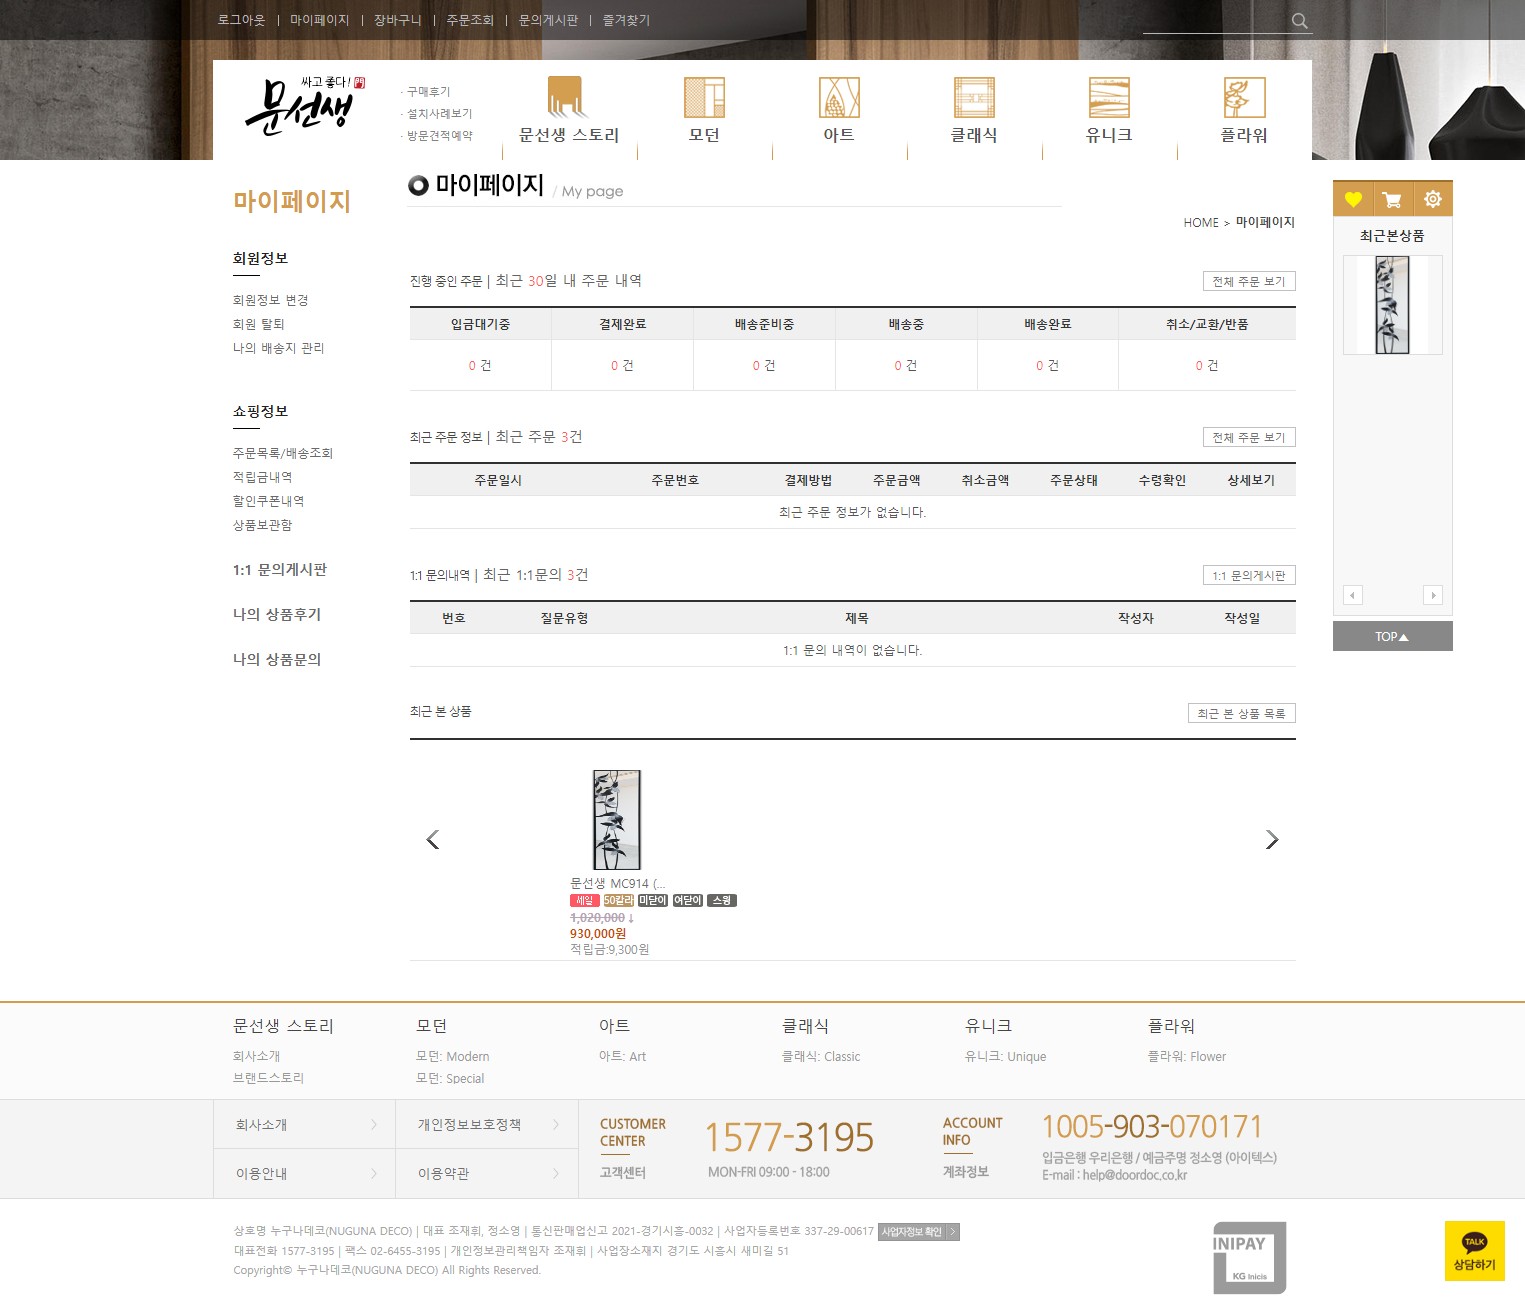 로그아웃 | 마이페이지 | 장바구니 | 주문조회 | 문의게시판 | 즐겨찾기
싸고 좋다!
문선생
· 구매후기
· 설치사례보기
· 방문견적예약
문선생 스토리
모던
아트
클래식
유니크
플라워
마이페이지
회원정보
회원정보 변경
회원 탈퇴
나의 배송지 관리
쇼핑정보
주문목록/배송조회
적립금내역
할인쿠폰내역
상품보관함
1:1 문의게시판
나의 상품후기
나의 상품문의
마이페이지 / My page
HOME > 마이페이지
진행 중인 주문 | 최근 30일 내 주문 내역
전체 주문 보기
입금대기중 결제완료 배송준비중 배송중 배송완료 취소/교환/반품
0 건 0 건 0 건 0 건 0 건 0 건
최근 주문 정보 | 최근 주문 3건
전체 주문 보기
주문일시 주문번호 결제방법 주문금액 취소금액 주문상태 수령확인 상세보기
최근 주문 정보가 없습니다.
1:1 문의내역 | 최근 1:1문의 3건
1:1 문의게시판
번호 질문유형 제목 작성자 작성일
1:1 문의 내역이 없습니다.
최근 본 상품
최근 본 상품 목록
문선생 MC914 (...
세일 50칼라 미닫이 여닫이 스윙
1,020,000 ↓
930,000원
적립금:9,300원
최근본상품
TOP▲
문선생 스토리
회사소개
브랜드스토리
모던
모던: Modern
모던: Special
아트
아트: Art
클래식
클래식: Classic
유니크
유니크: Unique
플라워
플라워: Flower
회사소개
개인정보보호정책
이용안내
이용약관
CUSTOMER
CENTER
고객센터
1577-3195
MON-FRI 09:00 - 18:00
ACCOUNT
INFO
계좌정보
1005-903-070171
입금은행 우리은행 / 예금주명 정소영 (아이텍스)
E-mail : help@doordoc.co.kr
상호명 누구나데코(NUGUNA DECO) | 대표 조재휘, 정소영 | 통신판매업신고 2021-경기시흥-0032 | 사업자등록번호 337-29-00617 사업자정보 확인 >
대표전화 1577-3195 | 팩스 02-6455-3195 | 개인정보관리책임자 조재휘 | 사업장소재지 경기도 시흥시 새미길 51
Copyright© 누구나데코(NUGUNA DECO) All Rights Reserved.
INIPAY
KG Inicis
TALK
상담하기